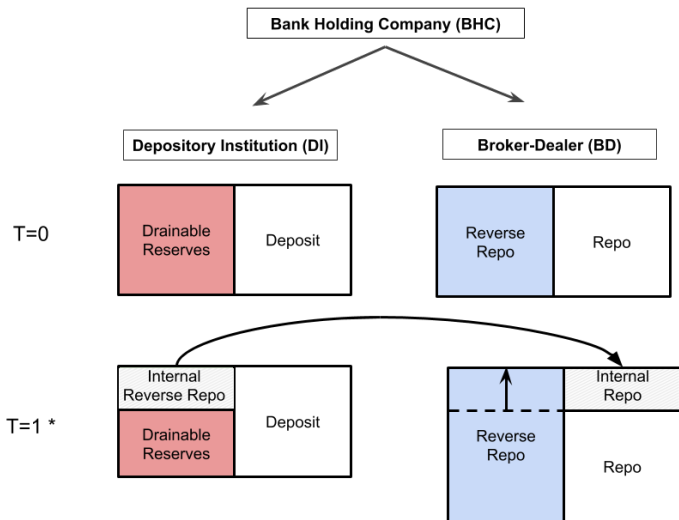 Bank Holding Company (BHC)
Depository Institution (DI)
Broker-Dealer (BD)
T=0
Drainable
Reserves
Deposit
Reverse
Repo
Repo
T=1 *
Internal
Reverse Repo
Drainable
Reserves
Deposit
Reverse
Repo
Internal
Repo
Repo